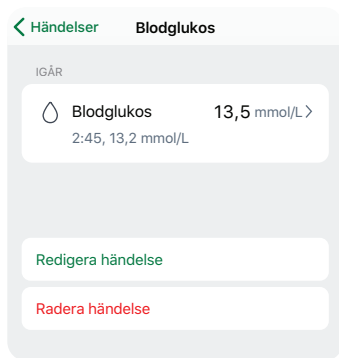 Händelser Blodglukos
IGÅR
Blodglukos 13,5 mmol/L
2:45, 13,2 mmol/L
Redigera händelse
Radera händelse